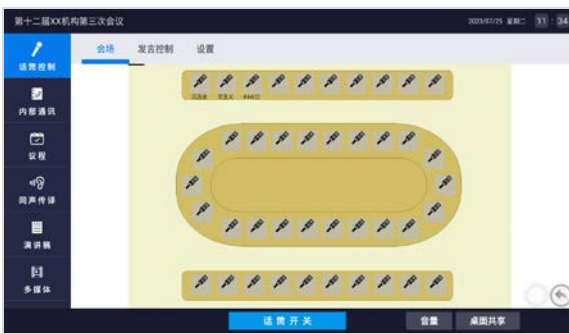 第十二届XX机构第三次会议
2023/07/25 星期二 11 : 34
话筒控制
会场 发言控制 设置
内部通讯
议程
同声传译
演讲稿
多媒体
话筒开关 音量 桌面共享